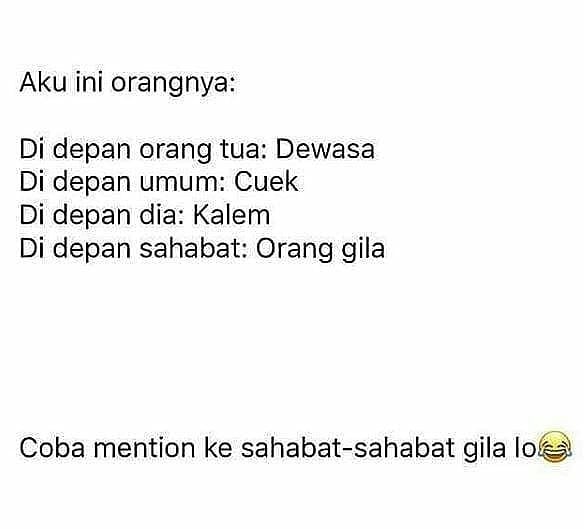 Aku ini orangnya:
Di depan orang tua: Dewasa
Di depan umum: Cuek
Di depan dia: Kalem
Di depan sahabat: Orang gila
Coba mention ke sahabat-sahabat gila lo😂